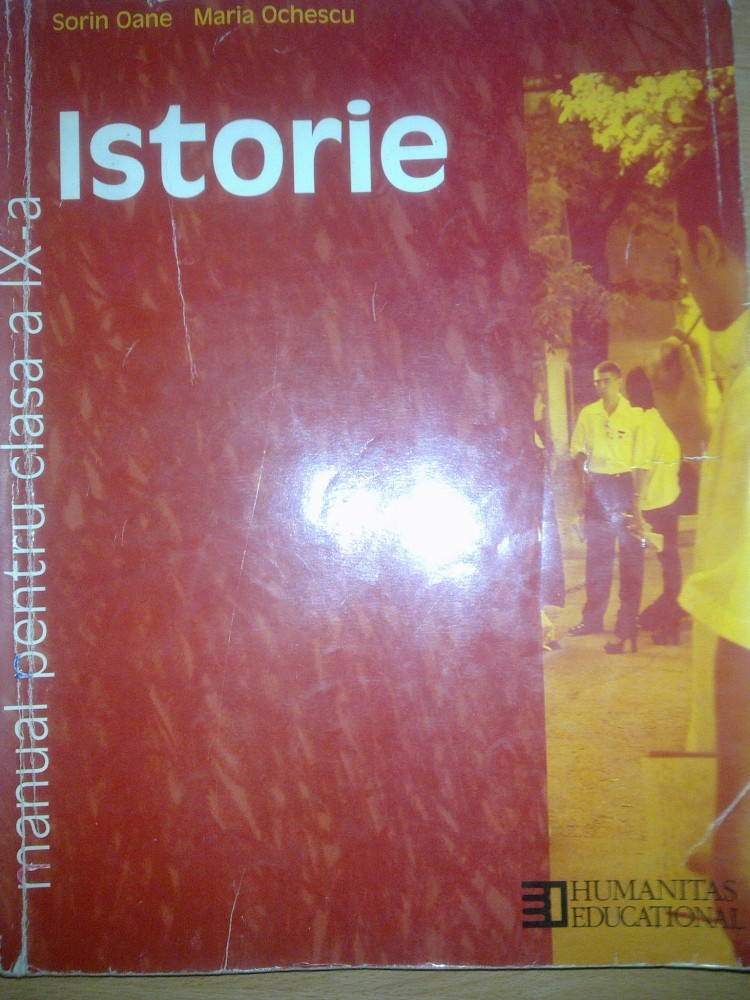 Sorin Oane Maria Ochescu
Istorie
manual pentru clasa a IX-a
HUMANITAS
EDUCATIONAL